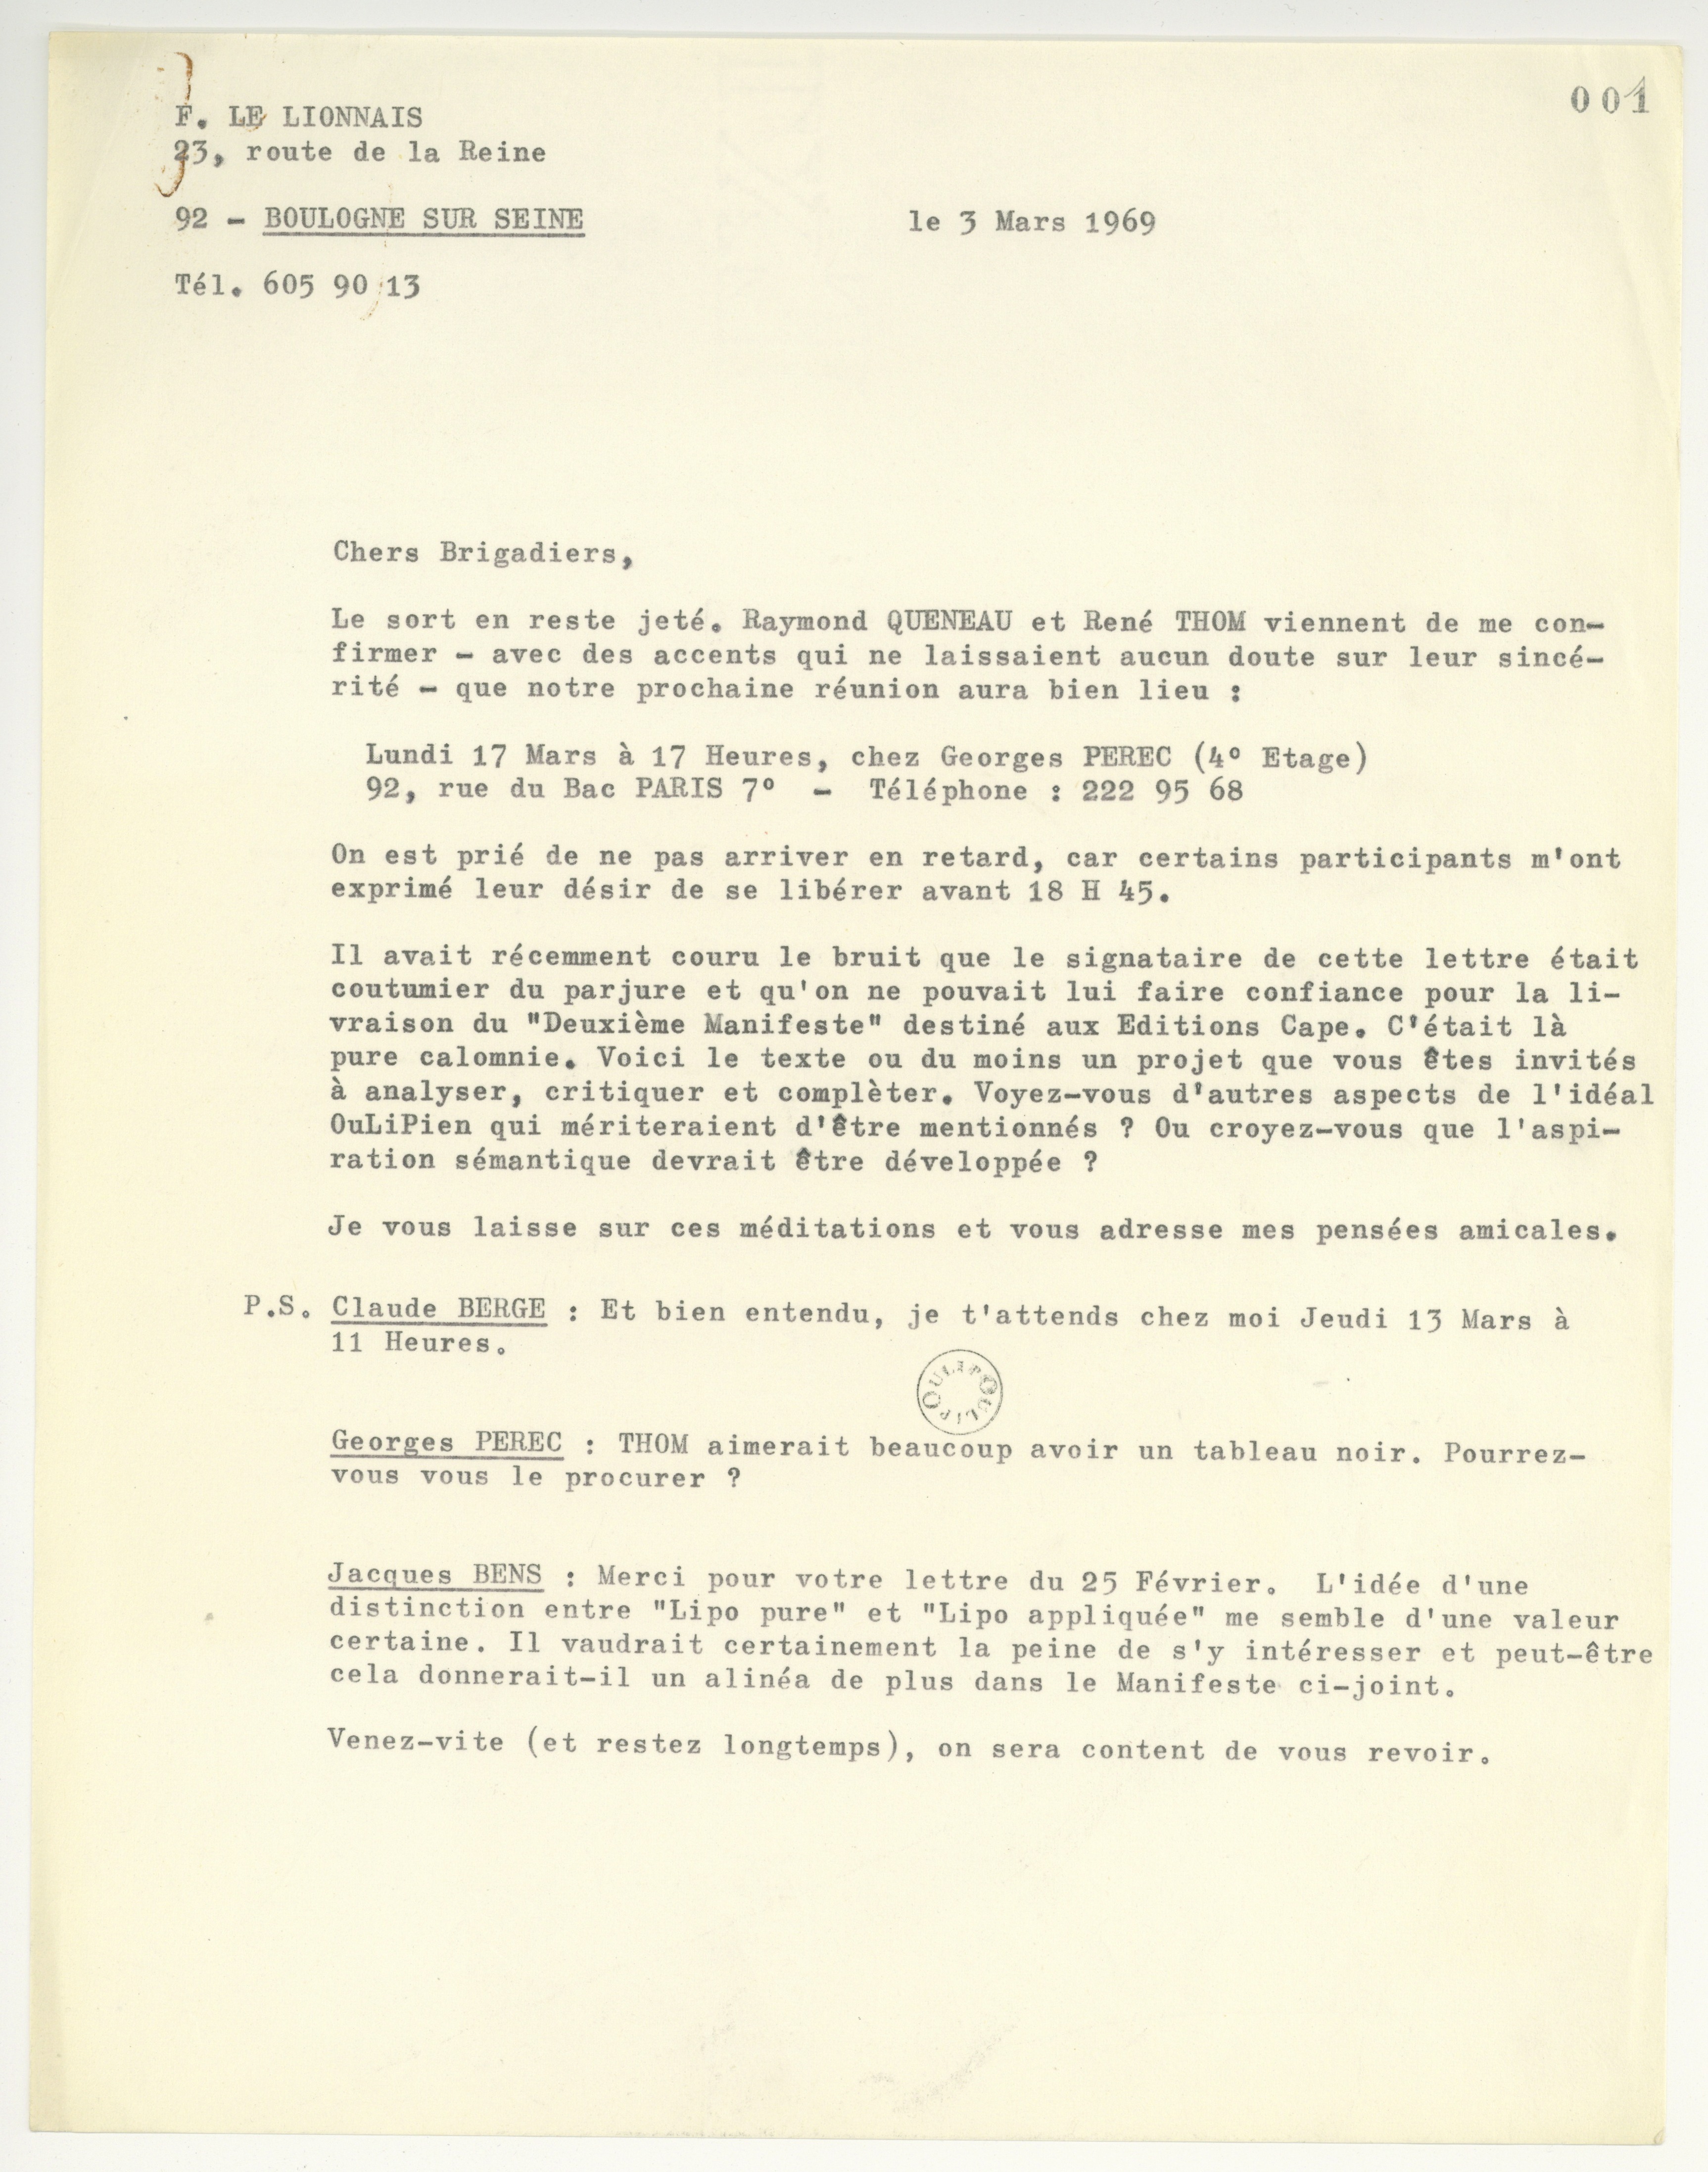 001
F. LE LIONNAIS
23, route de la Reine
92 - BOULOGNE SUR SEINE
le 3 Mars 1969
Tél. 605 90 13
Chers Brigadiers,
Le sort en reste jeté. Raymond QUENEAU et René THOM viennent de me con-
firmer - avec des accents qui ne laissaient aucun doute sur leur sincé-
rité - que notre prochaine réunion aura bien lieu :
Lundi 17 Mars à 17 Heures, chez Georges PEREC (4° Etage)
92, rue du Bac PARIS 7° - Téléphone : 222 95 68
On est prié de ne pas arriver en retard, car certains participants m'ont
exprimé leur désir de se libérer avant 18 H 45.
Il avait récemment couru le bruit que le signataire de cette lettre était
coutumier du parjure et qu'on ne pouvait lui faire confiance pour la li-
vraison du "Deuxième Manifeste" destiné aux Editions Cape. C'était là
pure calomnie. Voici le texte ou du moins un projet que vous êtes invités
à analyser, critiquer et complèter. Voyez-vous d'autres aspects de l'idéal
OuLiPien qui mériteraient d'être mentionnés ? Ou croyez-vous que l'aspi-
ration sémantique devrait être développée ?
Je vous laisse sur ces méditations et vous adresse mes pensées amicales.
P.S. Claude BERGE : Et bien entendu, je t'attends chez moi Jeudi 13 Mars à
11 Heures.
OULIPO OULIPO
Georges PEREC : THOM aimerait beaucoup avoir un tableau noir. Pourrez-
vous vous le procurer ?
Jacques BENS : Merci pour votre lettre du 25 Février. L'idée d'une
distinction entre "Lipo pure" et "Lipo appliquée" me semble d'une valeur
certaine. Il vaudrait certainement la peine de s'y intéresser et peut-être
cela donnerait-il un alinéa de plus dans le Manifeste ci-joint.
Venez-vite (et restez longtemps), on sera content de vous revoir.